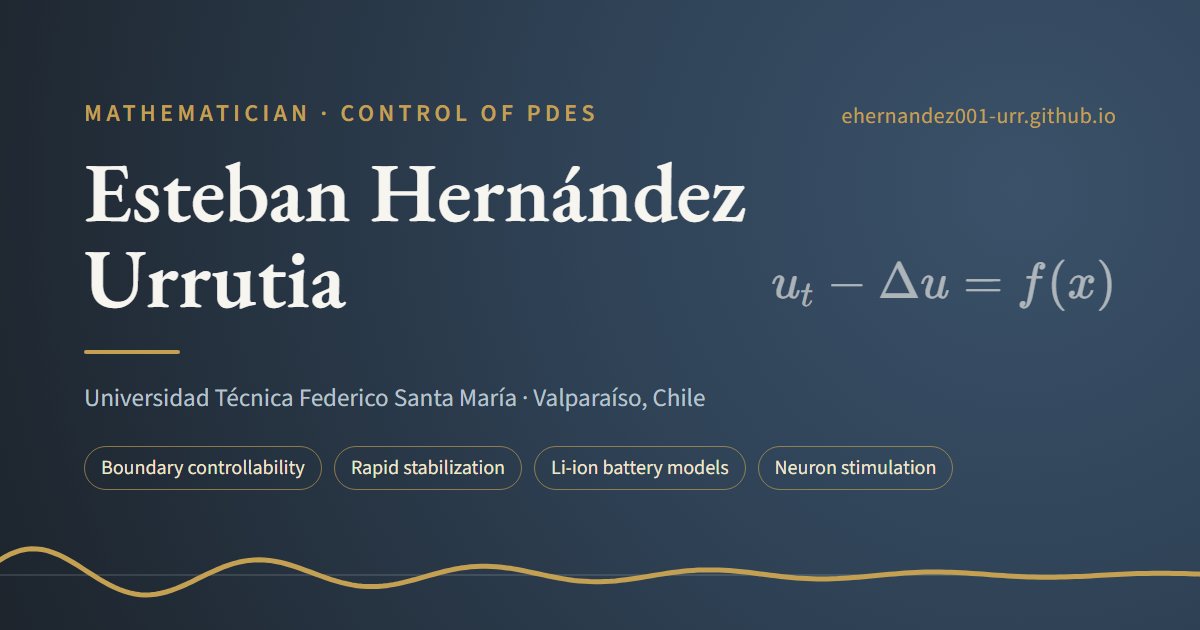 MATHEMATICIAN · CONTROL OF PDES
ehernandez001-urr.github.io
Esteban Hernández
Urrutia
u_t − Δu = f(x)
Universidad Técnica Federico Santa María · Valparaíso, Chile
Boundary controllability
Rapid stabilization
Li-ion battery models
Neuron stimulation